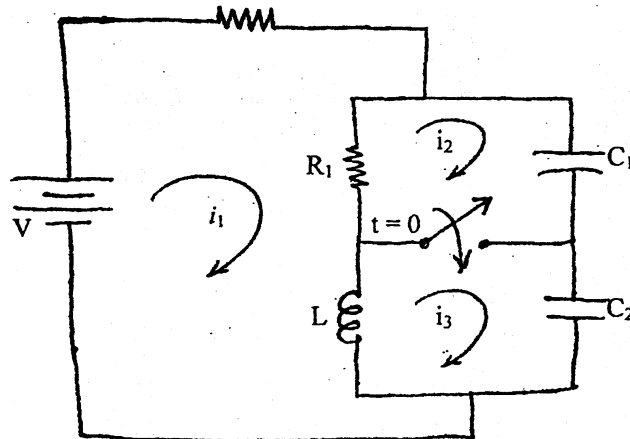 i₂
R₁
C₁
V
i₁
t = 0
L
i₃
C₂